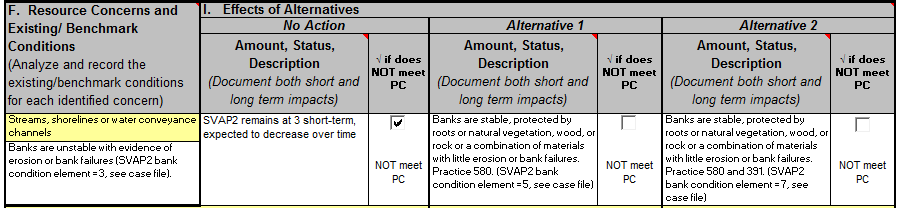 F. Resource Concerns and
Existing/ Benchmark
Conditions
(Analyze and record the
existing/benchmark conditions
for each identified concern)
I. Effects of Alternatives
No Action
Alternative 1
Alternative 2
Amount, Status,
Description
(Document both short and
long term impacts)
√ if does
NOT meet
PC
Amount, Status,
Description
(Document both short and
long term impacts)
√ if does
NOT meet
PC
Amount, Status,
Description
(Document both short and
long term impacts)
√ if does
NOT meet
PC
Streams, shorelines or water conveyance
channels
Banks are unstable with evidence of
erosion or bank failures (SVAP2 bank
condition element =3, see case file).
SVAP2 remains at 3 short-term,
expected to decrease over time
NOT meet
PC
Banks are stable, protected by
roots or natural vegetation, wood, or
rock or a combination of materials
with little erosion or bank failures.
Practice 580. (SVAP2 bank
condition element =5, see case file)
NOT meet
PC
Banks are stable, protected by
roots or natural vegetation, wood, or
rock or a combination of materials
with little erosion or bank failures.
Practice 580 and 391. (SVAP2
bank condition element =7, see
case file)
NOT meet
PC